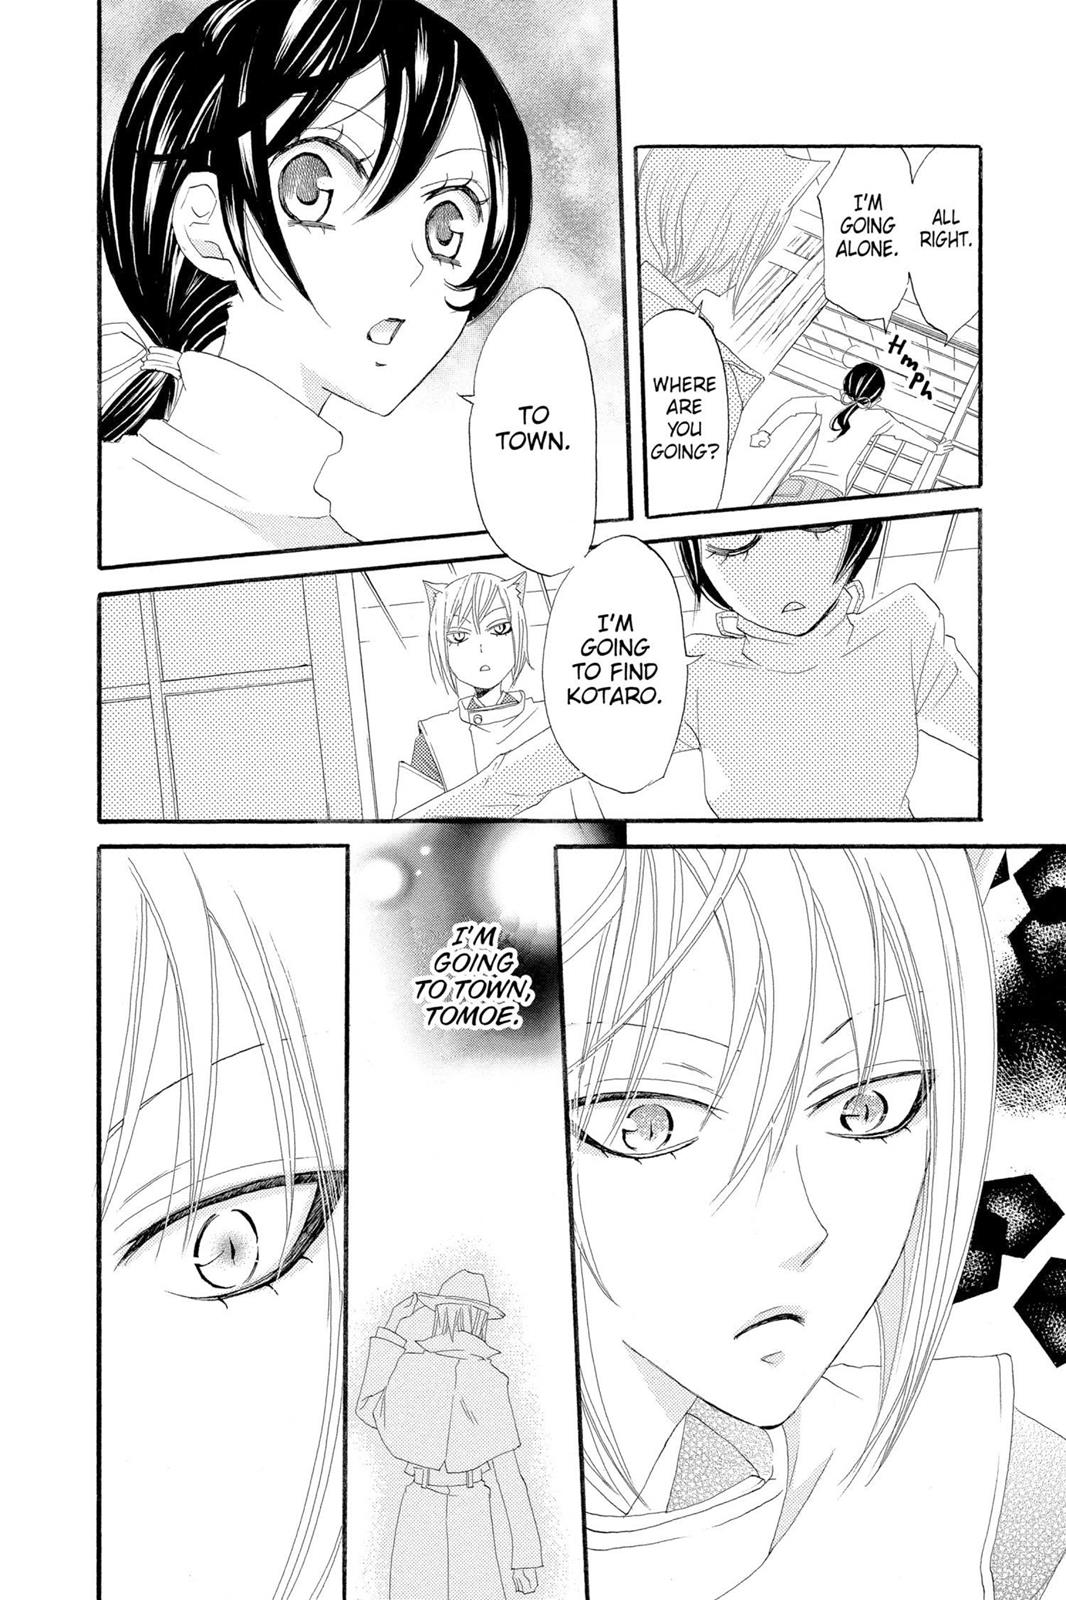 ALL
RIGHT.
I'M
GOING
ALONE.
Hmph
WHERE
ARE
YOU
GOING?
TO
TOWN.
I'M
GOING
TO FIND
KOTARO.
I'M
GOING
TO TOWN,
TOMOE.